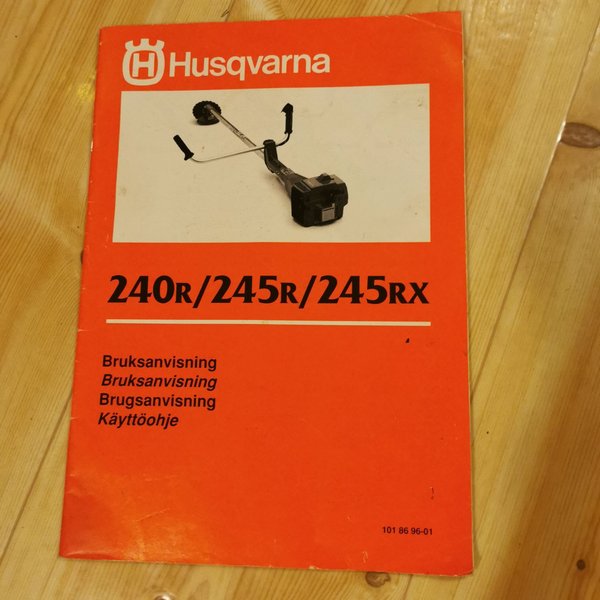 H Husqvarna
240R/245R/245RX
Bruksanvisning
Bruksanvisning
Brugsanvisning
Käyttöohje
101 86 96-01